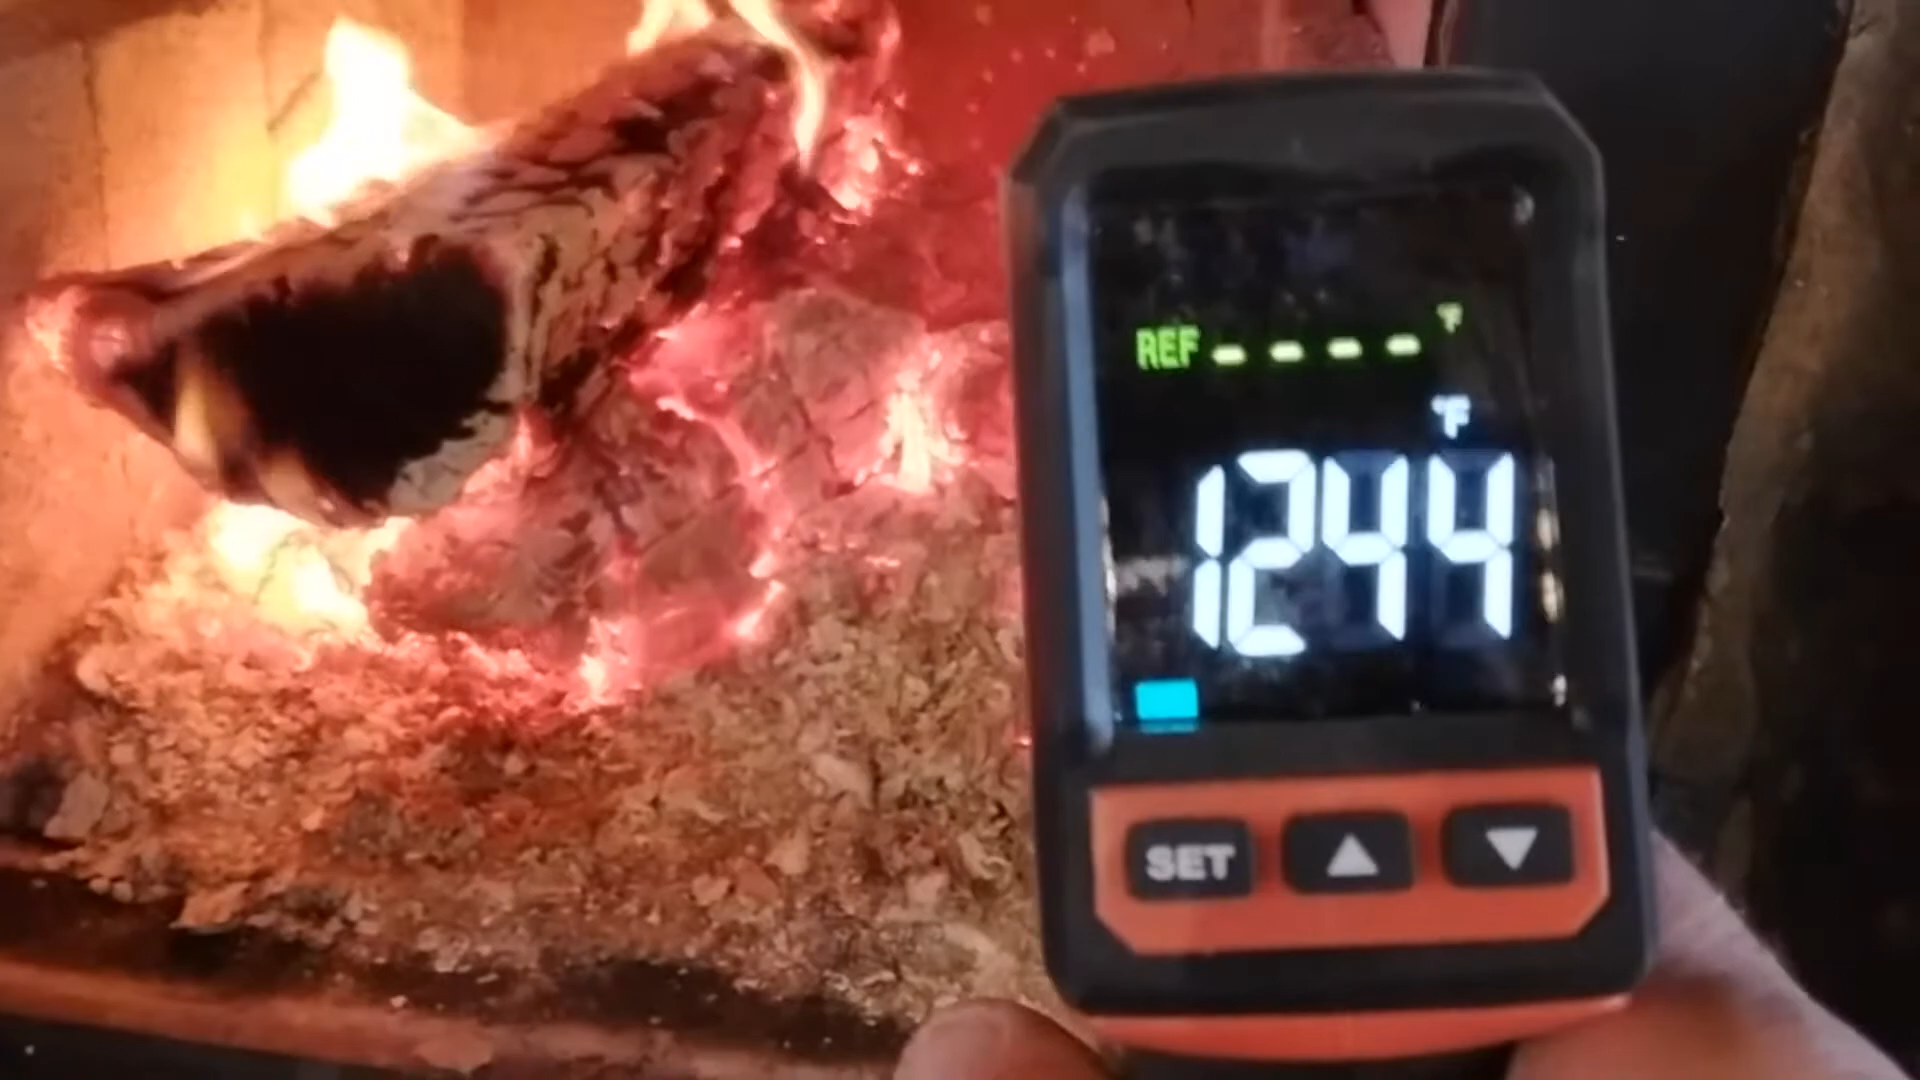 REF ---- °F
°F
1244
SET ▲ ▼